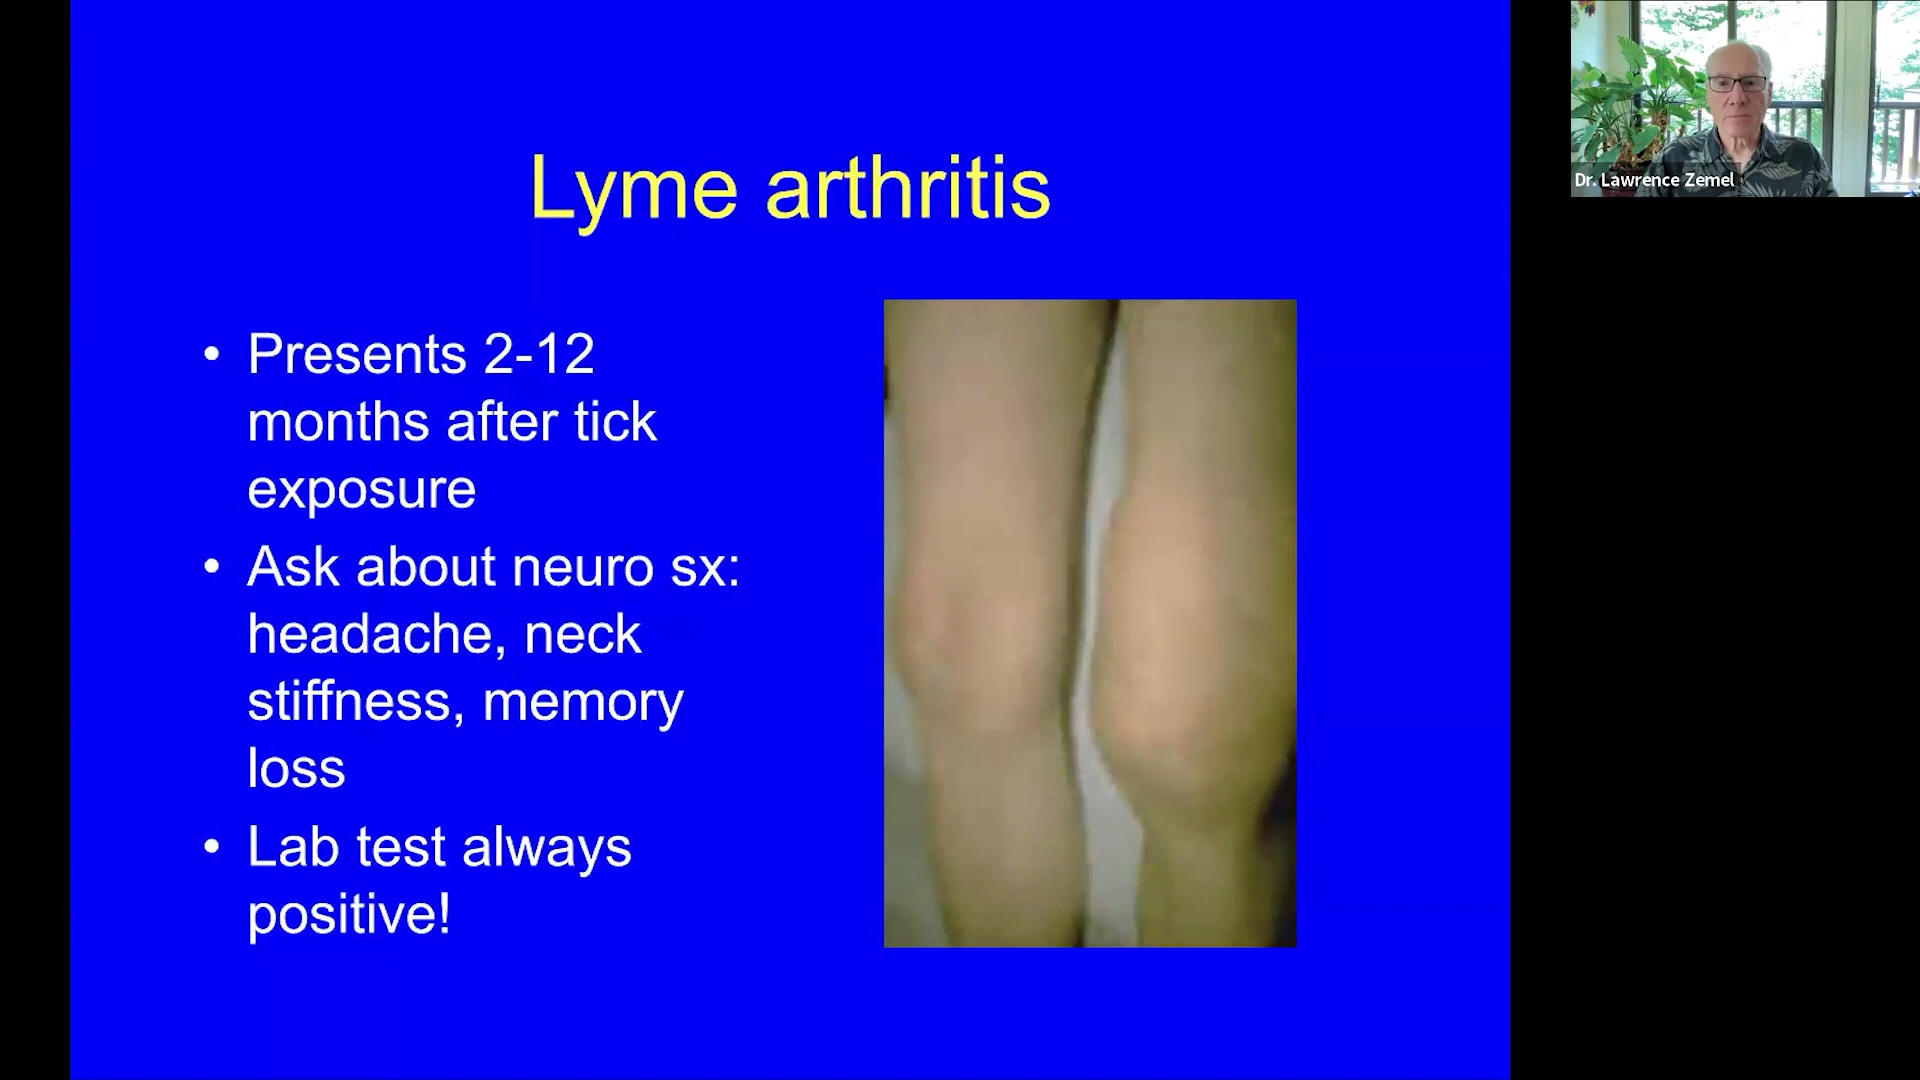 Lyme arthritis
• Presents 2-12
months after tick
exposure
• Ask about neuro sx:
headache, neck
stiffness, memory
loss
• Lab test always
positive!
Dr. Lawrence Zemel